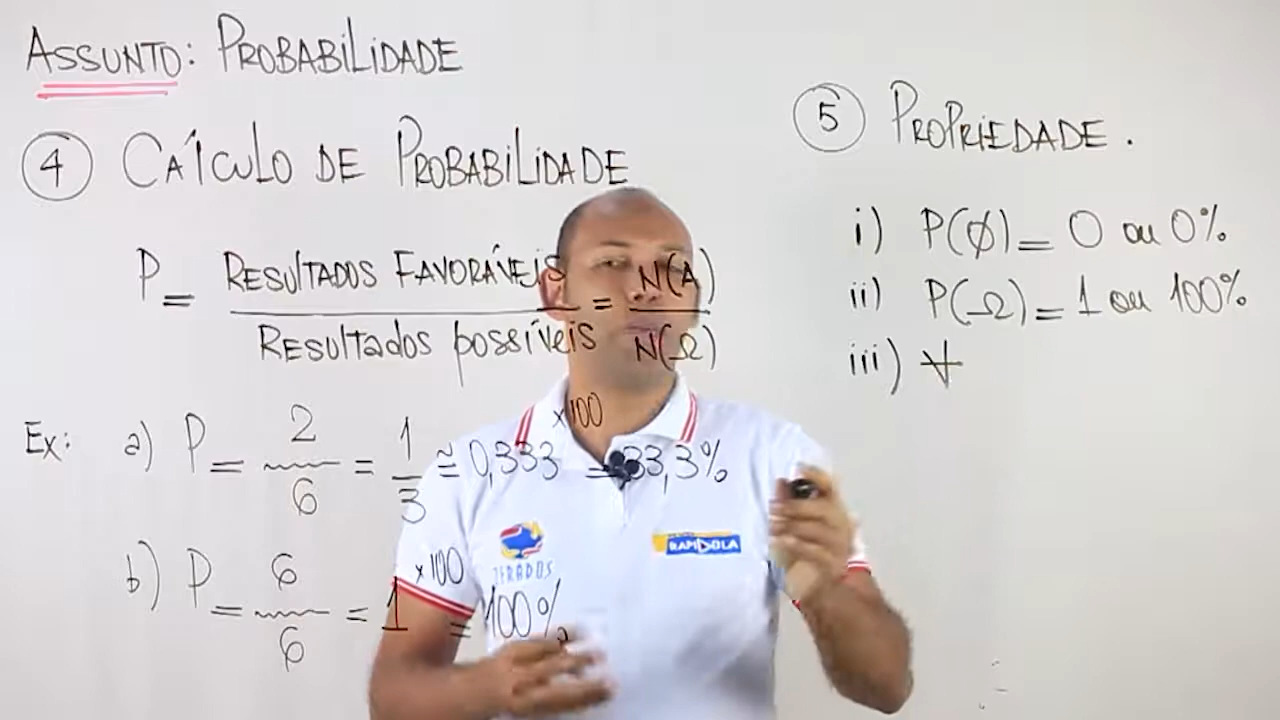 ASSUNTO: PROBABILIDADE
4 CÁLCULO DE PROBABILIDADE
P = RESULTADOS FAVORÁVEIS / RESULTADOS POSSÍVEIS = N(A) / N(Ω)
Ex: a) P = 2/6 = 1/3 ≅ 0,333 ×100 = 33,3%
b) P = 6/6 = 1 ×100 = 100%
5 PROPRIEDADE.
i) P(∅) = 0 ou 0%
ii) P(Ω) = 1 ou 100%
iii) ∀